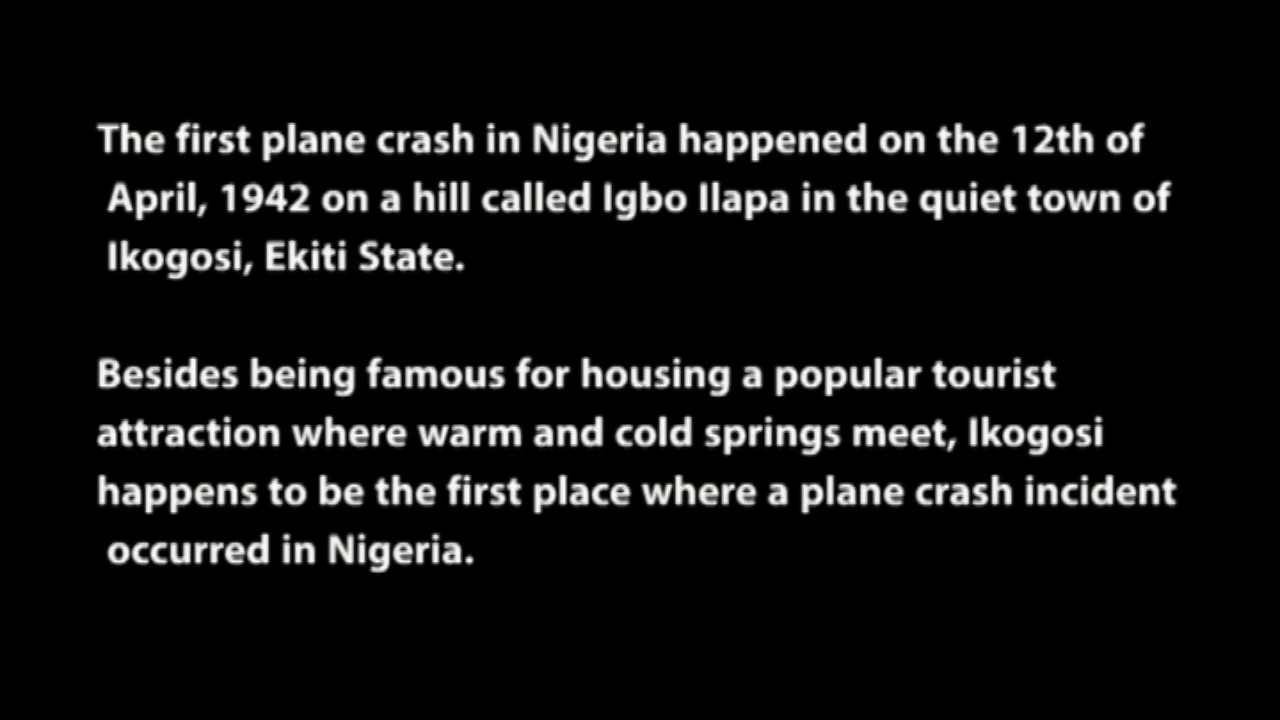 The first plane crash in Nigeria happened on the 12th of
April, 1942 on a hill called Igbo Ilapa in the quiet town of
Ikogosi, Ekiti State.
Besides being famous for housing a popular tourist
attraction where warm and cold springs meet, Ikogosi
happens to be the first place where a plane crash incident
occurred in Nigeria.